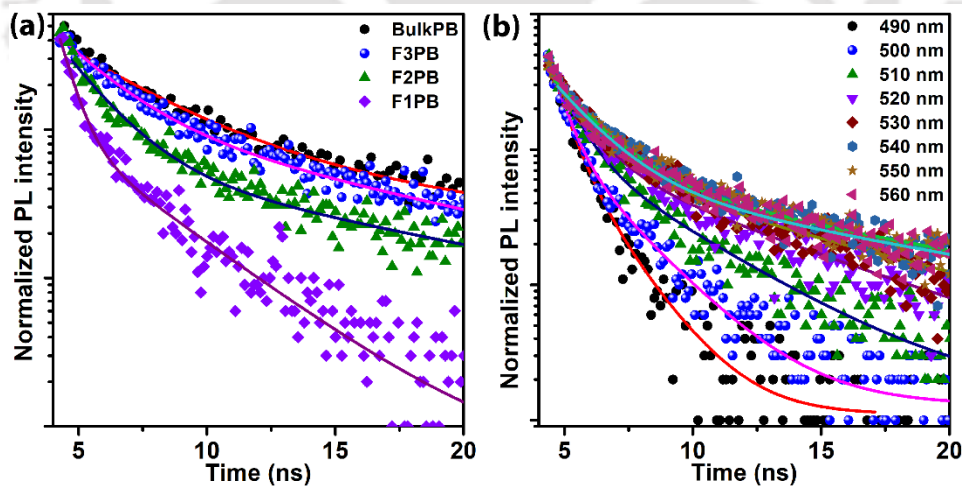 (a)
BulkPB
F3PB
F2PB
F1PB
Normalized PL intensity
5 10 15 20
Time (ns)
(b)
490 nm
500 nm
510 nm
520 nm
530 nm
540 nm
550 nm
560 nm
Normalized PL intensity
5 10 15 20
Time (ns)